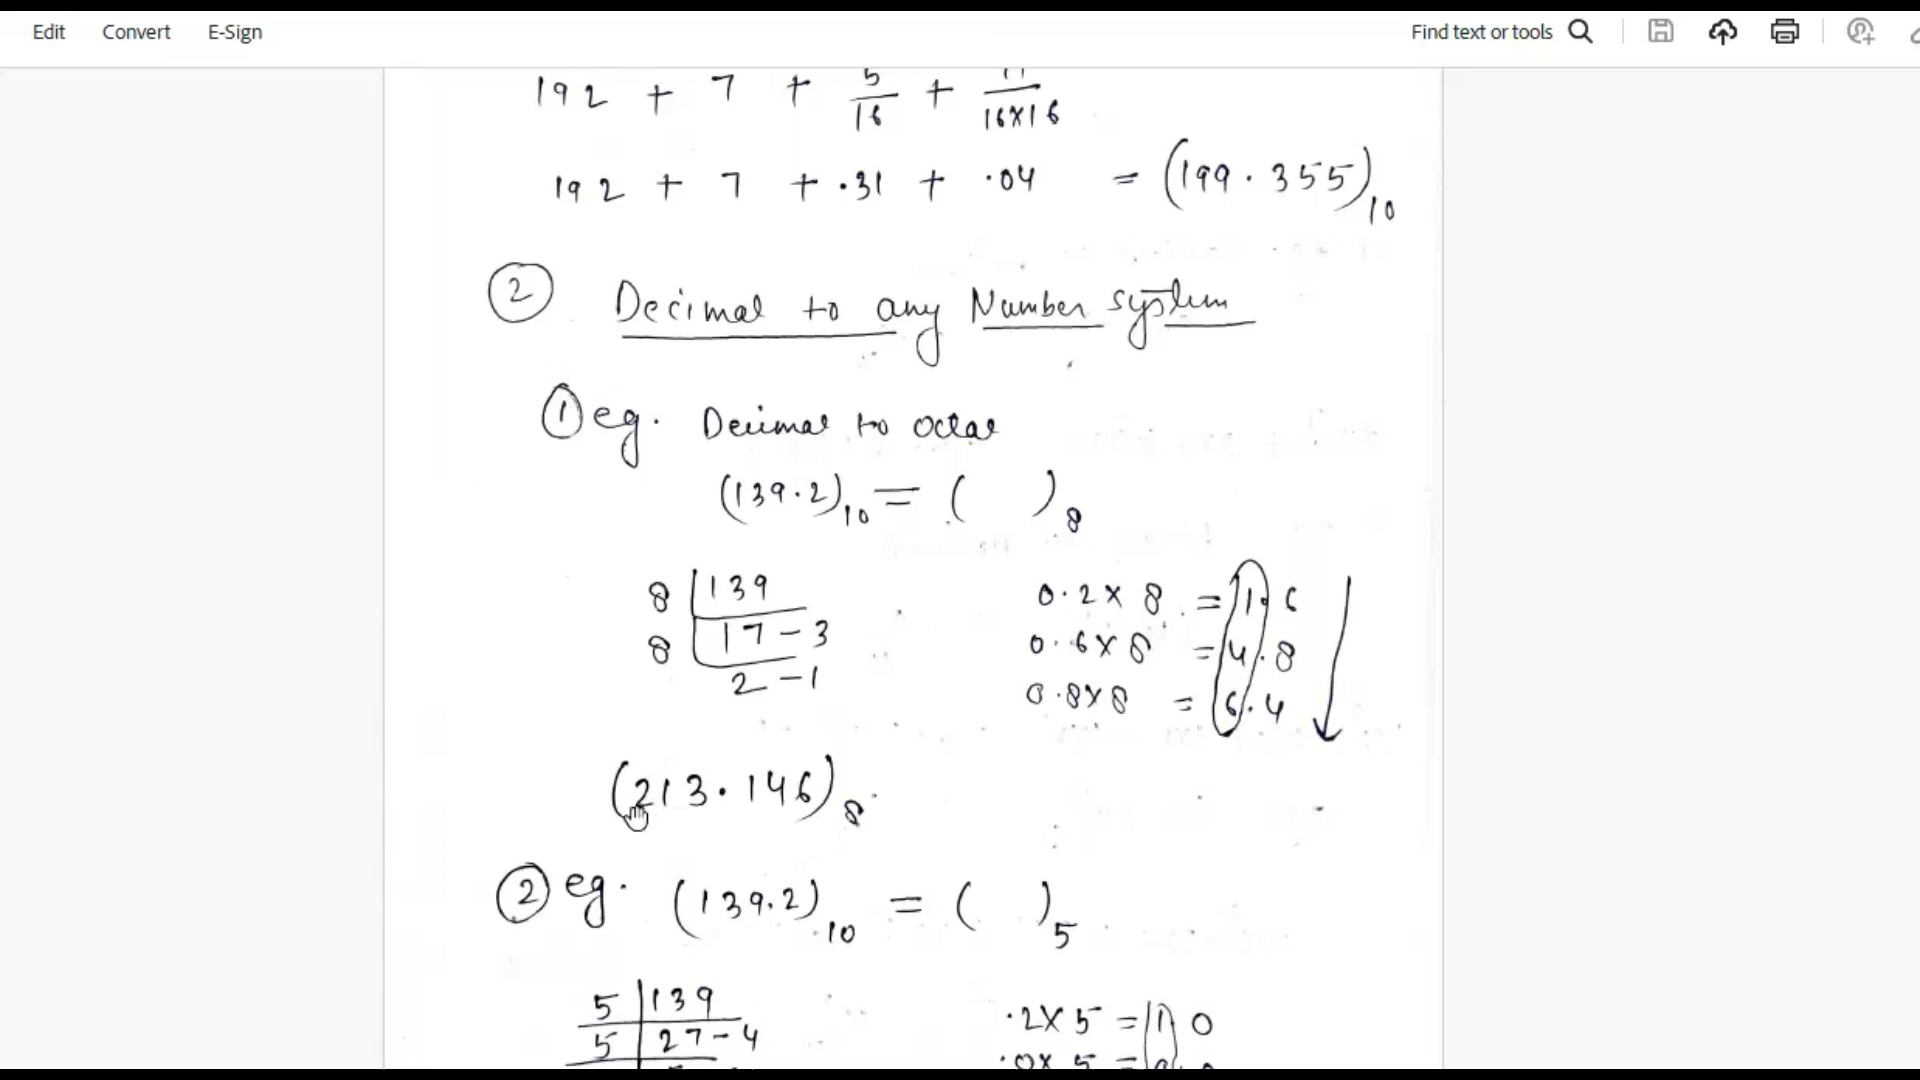 Edit Convert E-Sign Find text or tools
192 + 7 + 5/16 + 11/16×16
192 + 7 + .31 + .04 = (199.355)10
2 Decimal to any Number system
1 eg. Decimal to octal
(139.2)10 = ( )8
8 139 0.2 × 8 = 1.6
8 17 - 3 0.6 × 8 = 4.8
2 - 1 0.8 × 8 = 6.4
(213.146)8
2 eg. (139.2)10 = ( )5
5 139
5 27 - 4 .2 × 5 = 1 0
.0 × 5 =